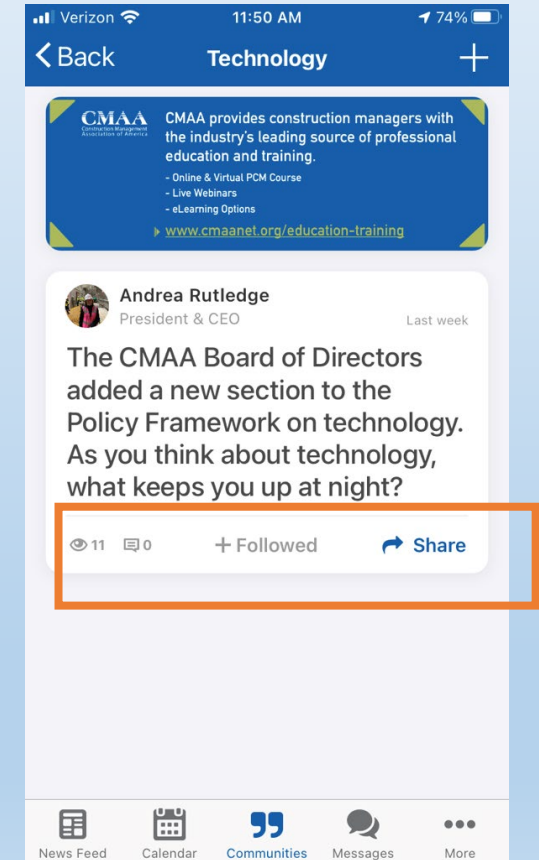 Verizon 11:50 AM 74%
Back Technology +
CMAA
Construction Management
Association of America
CMAA provides construction managers with
the industry's leading source of professional
education and training.
- Online & Virtual PCM Course
- Live Webinars
- eLearning Options
www.cmaanet.org/education-training
Andrea Rutledge
President & CEO Last week
The CMAA Board of Directors
added a new section to the
Policy Framework on technology.
As you think about technology,
what keeps you up at night?
11 0 + Followed Share
News Feed Calendar Communities Messages More